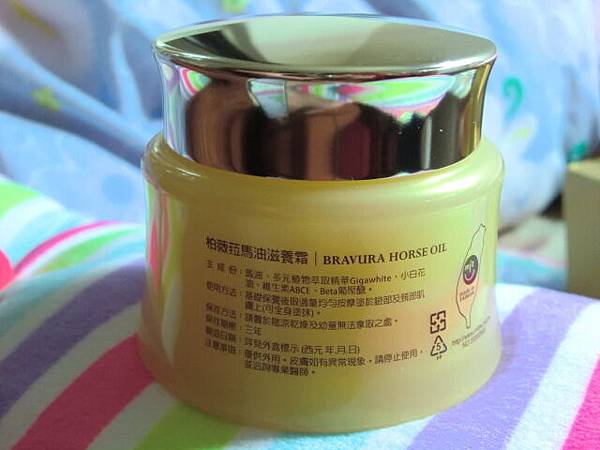 柏薇菈馬油滋養霜 | BRAVURA HORSE OIL
主 成 份：馬油、多元植物萃取精華Gigawhite、小白花
油、維生素ABCE、Beta葡聚醣。
使用方法：基礎保養後取適量均勻按摩塗於臉部及頸部肌
膚上(可全身塗抹)。
保存方法：請置於陰涼乾燥及幼童無法拿取之處。
保存期限：三年
製造日期：詳見外盒標示 (西元 年.月.日)
注意事項：僅供外用。皮膚如有異常現象，請停止使用，
並洽詢專業醫師。
5